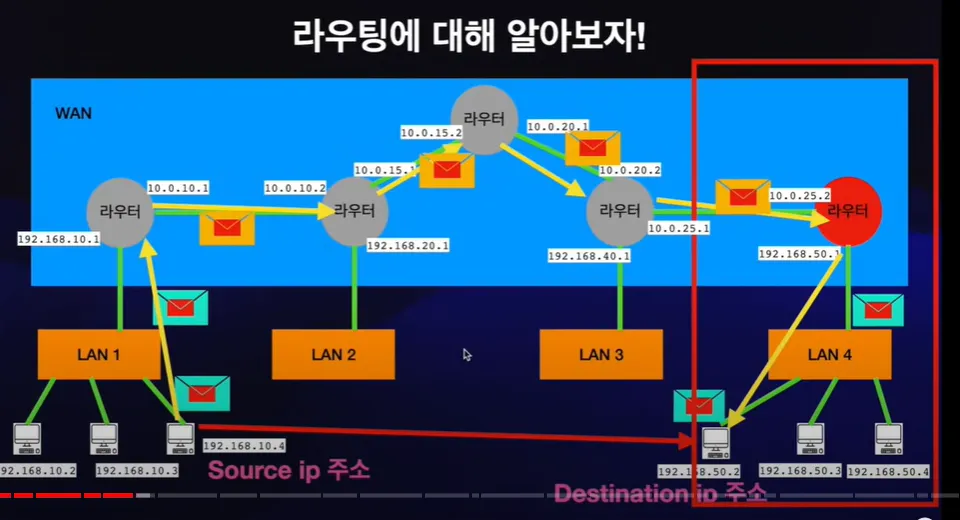 라우팅에 대해 알아보자!
WAN
라우터
10.0.15.2
10.0.20.1
10.0.15.1
10.0.20.2
10.0.10.1
10.0.10.2
10.0.25.2
라우터
라우터
라우터
라우터
192.168.10.1
192.168.20.1
10.0.25.1
192.168.40.1
192.168.50.1
LAN 1
LAN 2
LAN 3
LAN 4
192.168.10.4
192.168.10.2
192.168.10.3
192.168.50.2
192.168.50.3
192.168.50.4
Source ip 주소
Destination ip 주소